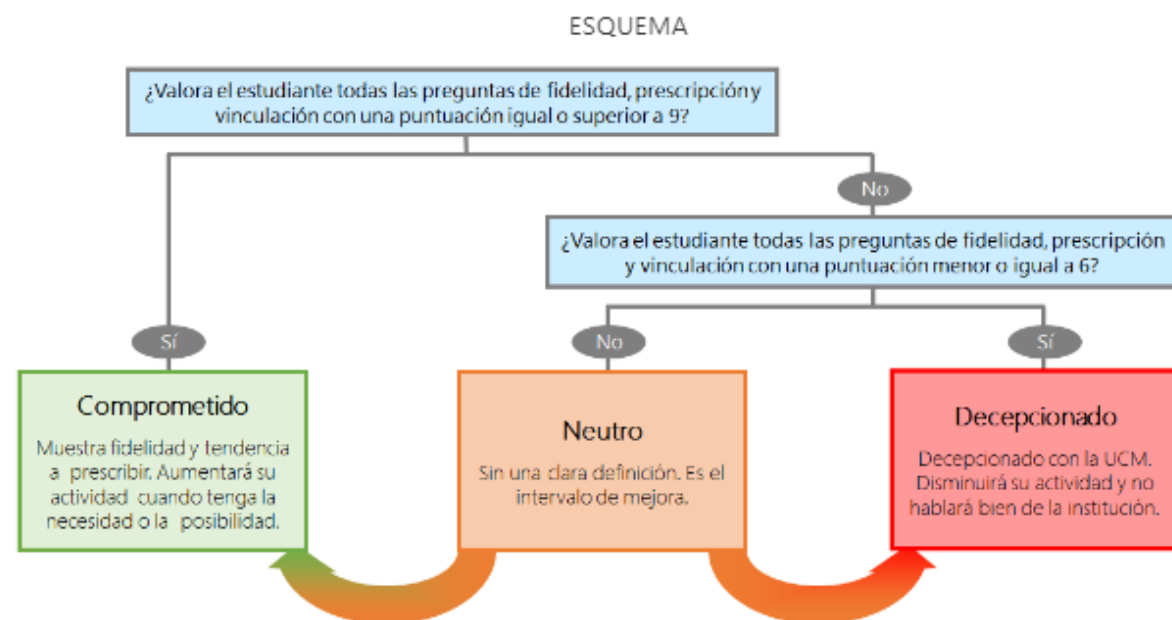 ESQUEMA
¿Valora el estudiante todas las preguntas de fidelidad, prescripción y
vinculación con una puntuación igual o superior a 9?
No
¿Valora el estudiante todas las preguntas de fidelidad, prescripción
y vinculación con una puntuación menor o igual a 6?
Sí
No
Sí
Comprometido
Muestra fidelidad y tendencia
a prescribir. Aumentará su
actividad cuando tenga la
necesidad o la posibilidad.
Neutro
Sin una clara definición. Es el
intervalo de mejora.
Decepcionado
Decepcionado con la UCM.
Disminuirá su actividad y no
hablará bien de la institución.